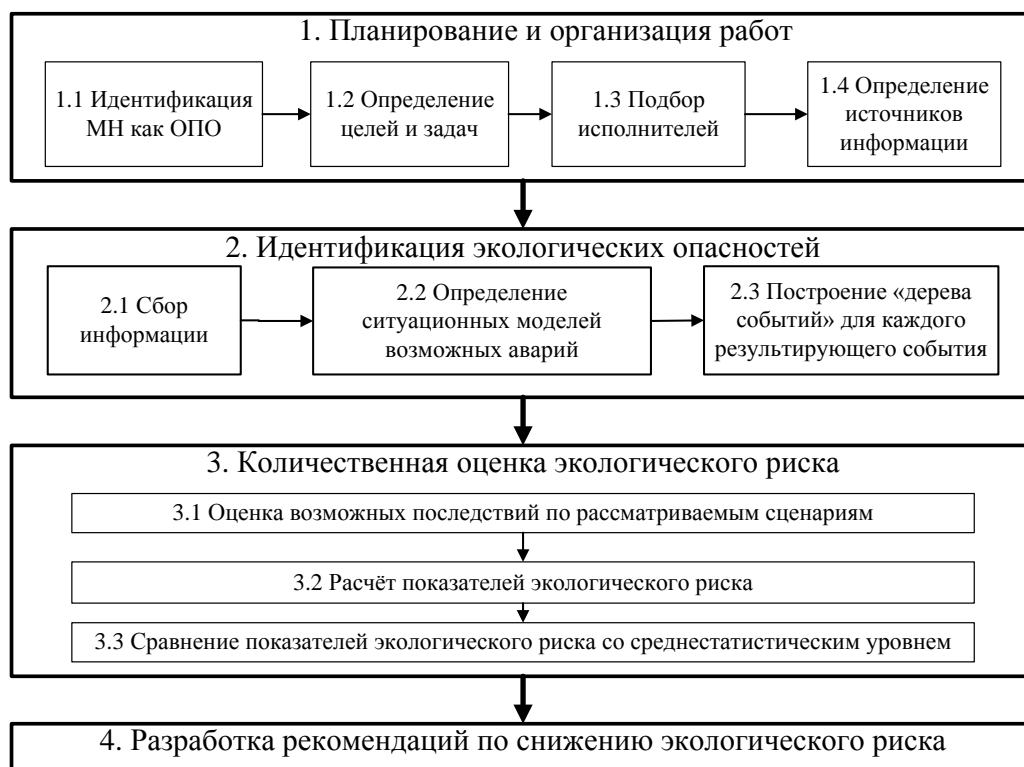 1. Планирование и организация работ
1.1 Идентификация
МН как ОПО
1.2 Определение
целей и задач
1.3 Подбор
исполнителей
1.4 Определение
источников
информации
2. Идентификация экологических опасностей
2.1 Сбор
информации
2.2 Определение
ситуационных моделей
возможных аварий
2.3 Построение «дерева
событий» для каждого
результирующего события
3. Количественная оценка экологического риска
3.1 Оценка возможных последствий по рассматриваемым сценариям
3.2 Расчёт показателей экологического риска
3.3 Сравнение показателей экологического риска со среднестатистическим уровнем
4. Разработка рекомендаций по снижению экологического риска